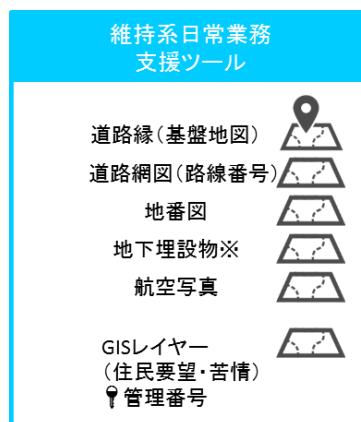 維持系日常業務
支援ツール
道路縁(基盤地図)
道路網図(路線番号)
地番図
地下埋設物※
航空写真
GISレイヤー
(住民要望・苦情)
管理番号